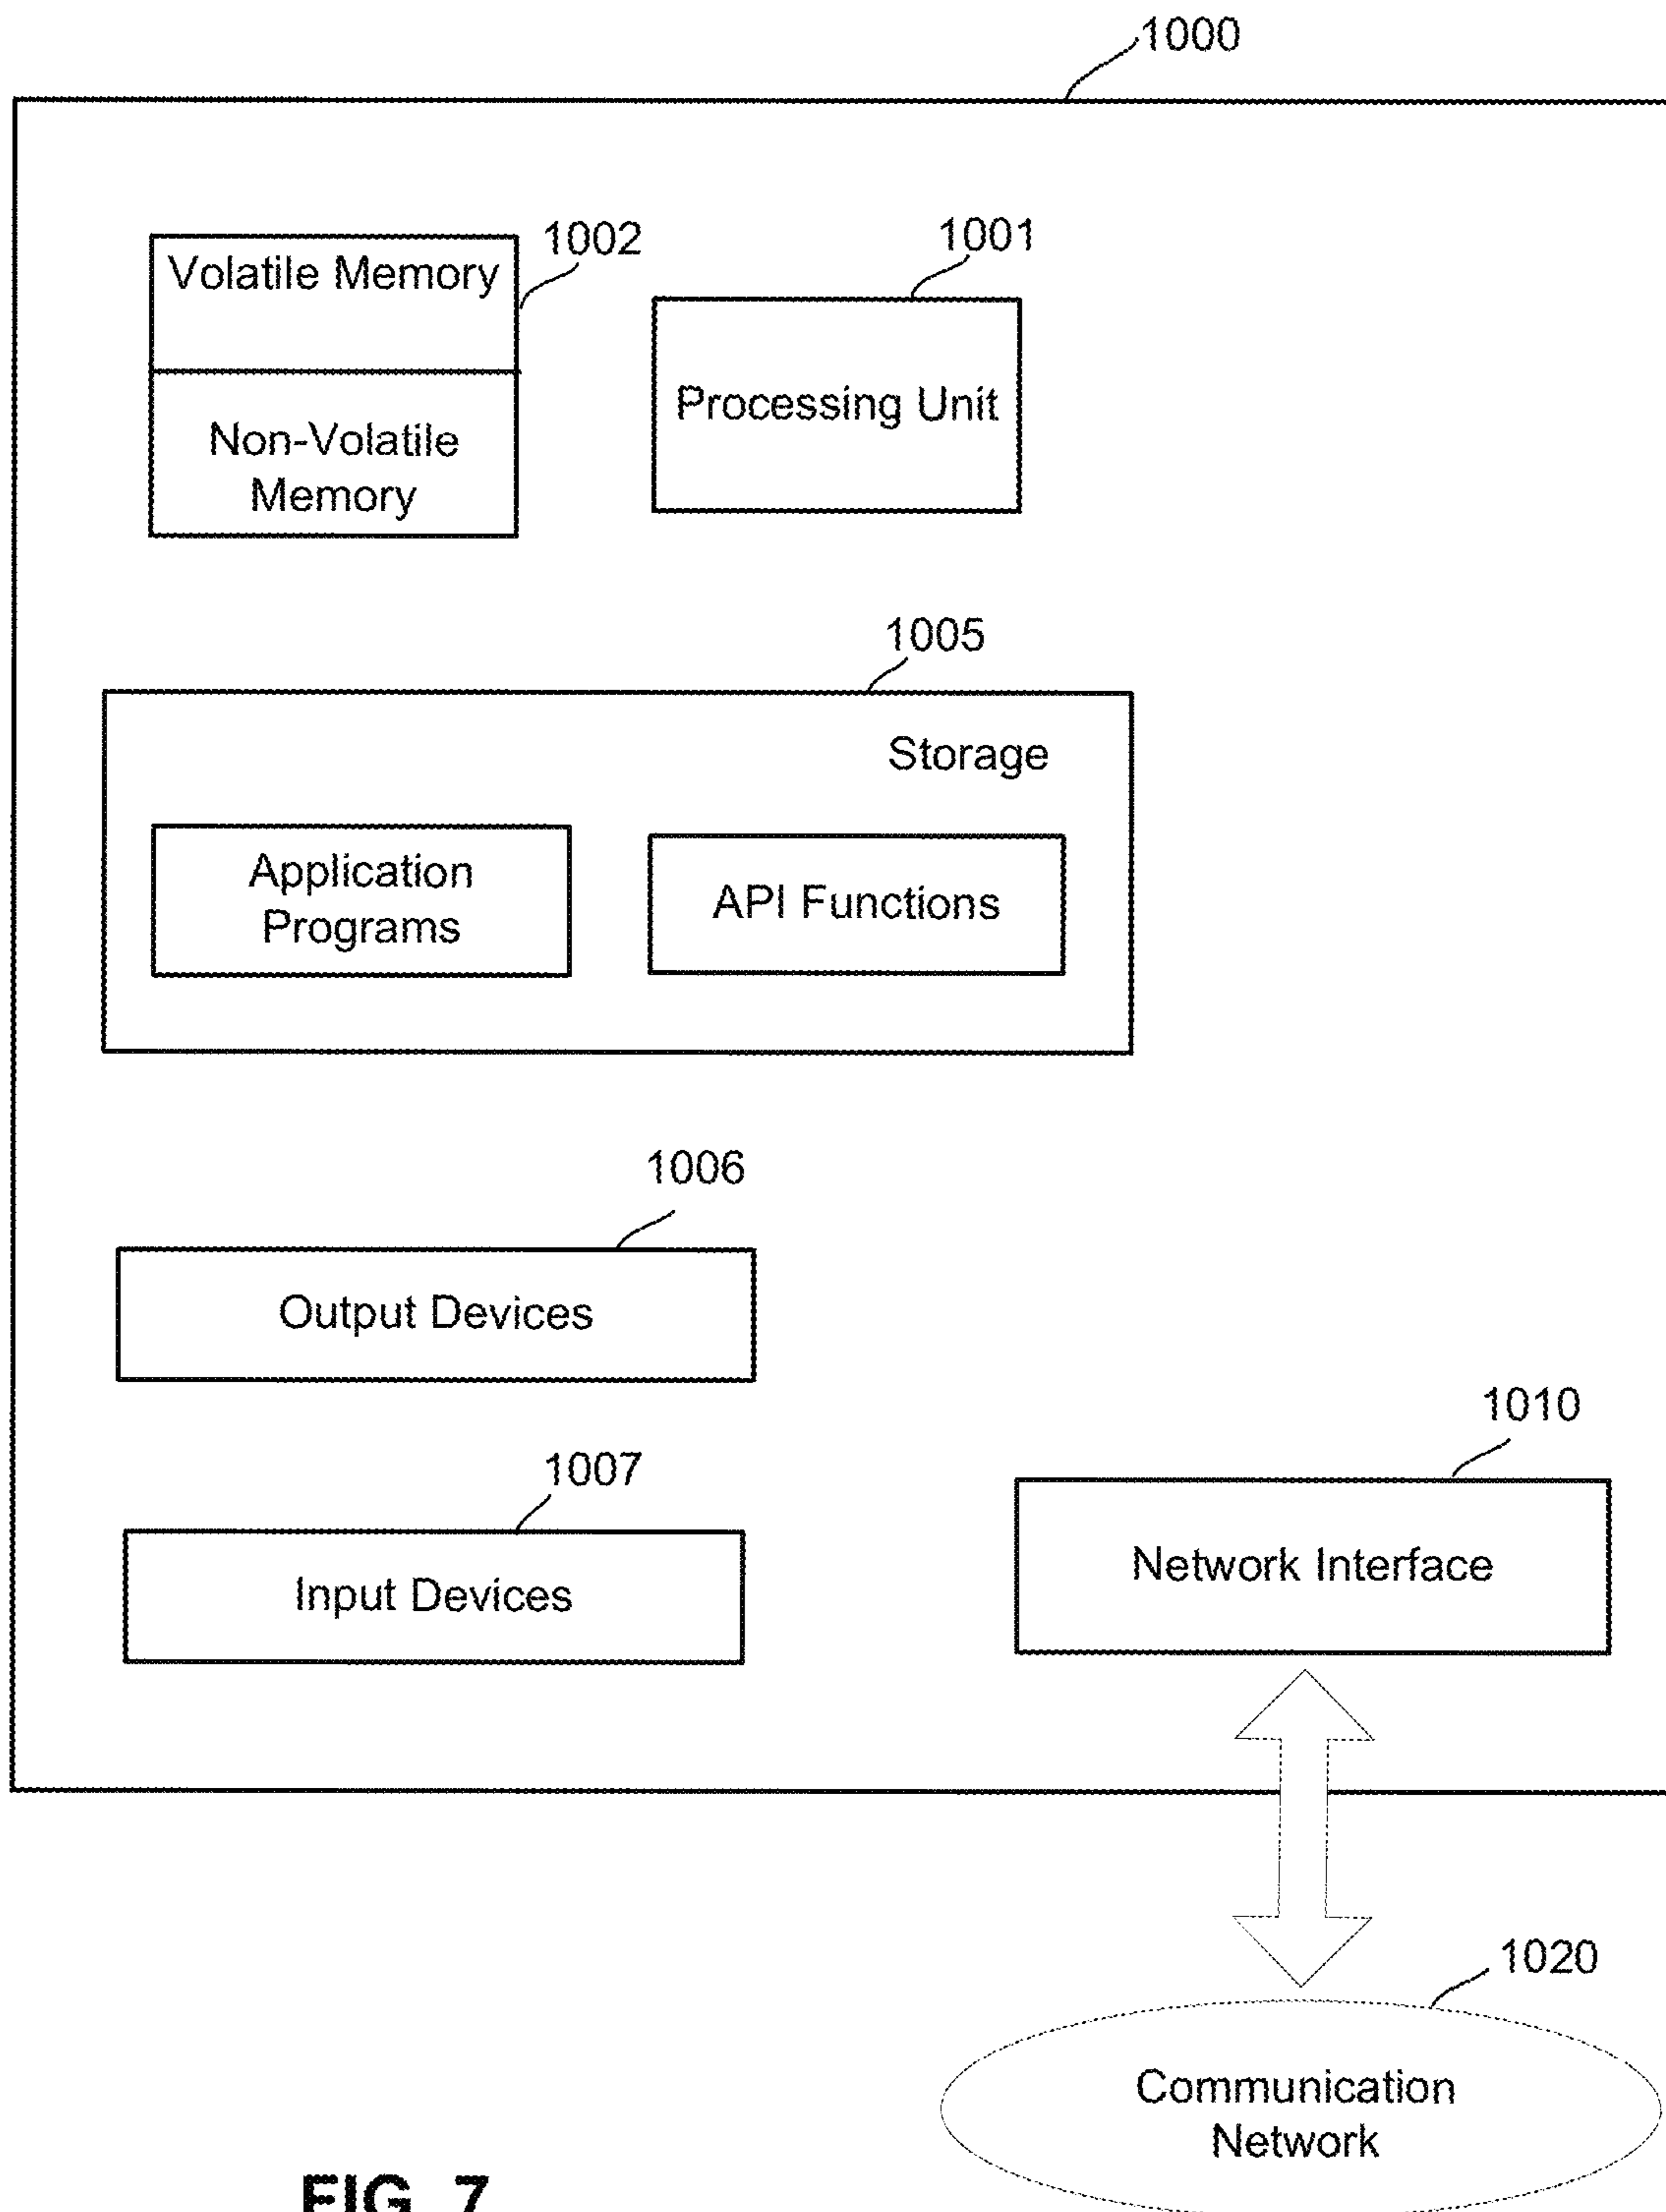 1000
1002
1001
Volatile Memory
Non-Volatile
Memory
Processing Unit
1005
Storage
Application
Programs
API Functions
1006
Output Devices
1010
1007
Input Devices
Network Interface
1020
Communication
Network
FIG. 7